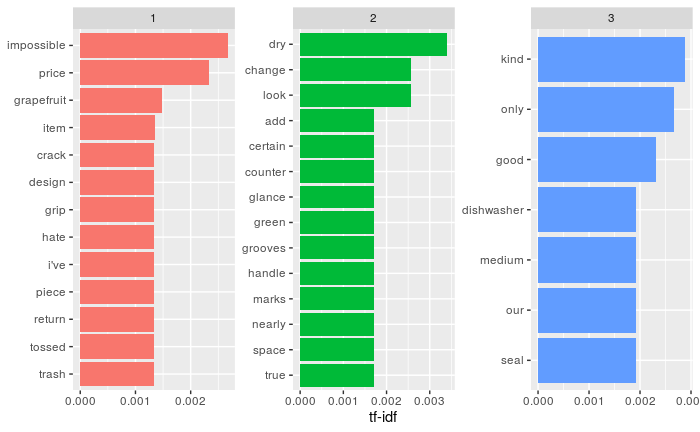 1
impossible
price
grapefruit
item
crack
design
grip
hate
i've
piece
return
tossed
trash
0.000 0.001 0.002
2
dry
change
look
add
certain
counter
glance
green
grooves
handle
marks
nearly
space
true
0.000 0.001 0.002 0.003
3
kind
only
good
dishwasher
medium
our
seal
0.000 0.001 0.002 0.00
tf-idf